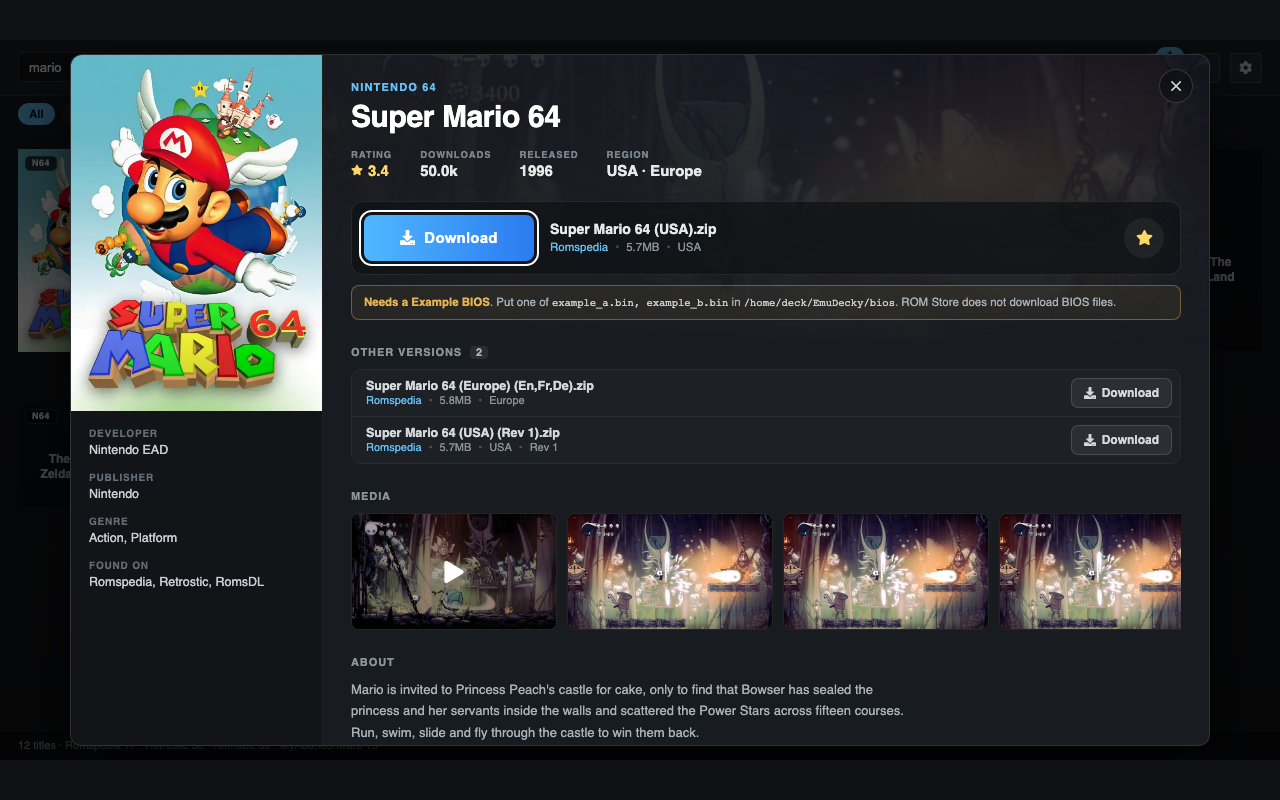 mario
All
N64
N64
The
Zelda
The
Land
SUPER
MARIO
64
DEVELOPER
Nintendo EAD
PUBLISHER
Nintendo
GENRE
Action, Platform
FOUND ON
Romspedia, Retrostic, RomsDL
3400
NINTENDO 64
Super Mario 64
RATING DOWNLOADS RELEASED REGION
3.4 50.0k 1996 USA · Europe
Download
Super Mario 64 (USA).zip
Romspedia · 5.7MB · USA
Needs a Example BIOS. Put one of example_a.bin, example_b.bin in /home/deck/EmuDecky/bios. ROM Store does not download BIOS files.
OTHER VERSIONS 2
Super Mario 64 (Europe) (En,Fr,De).zip
Romspedia · 5.8MB · Europe
Download
Super Mario 64 (USA) (Rev 1).zip
Romspedia · 5.7MB · USA · Rev 1
Download
MEDIA
ABOUT
Mario is invited to Princess Peach's castle for cake, only to find that Bowser has sealed the
princess and her servants inside the walls and scattered the Power Stars across fifteen courses.
Run, swim, slide and fly through the castle to win them back.
12 titles